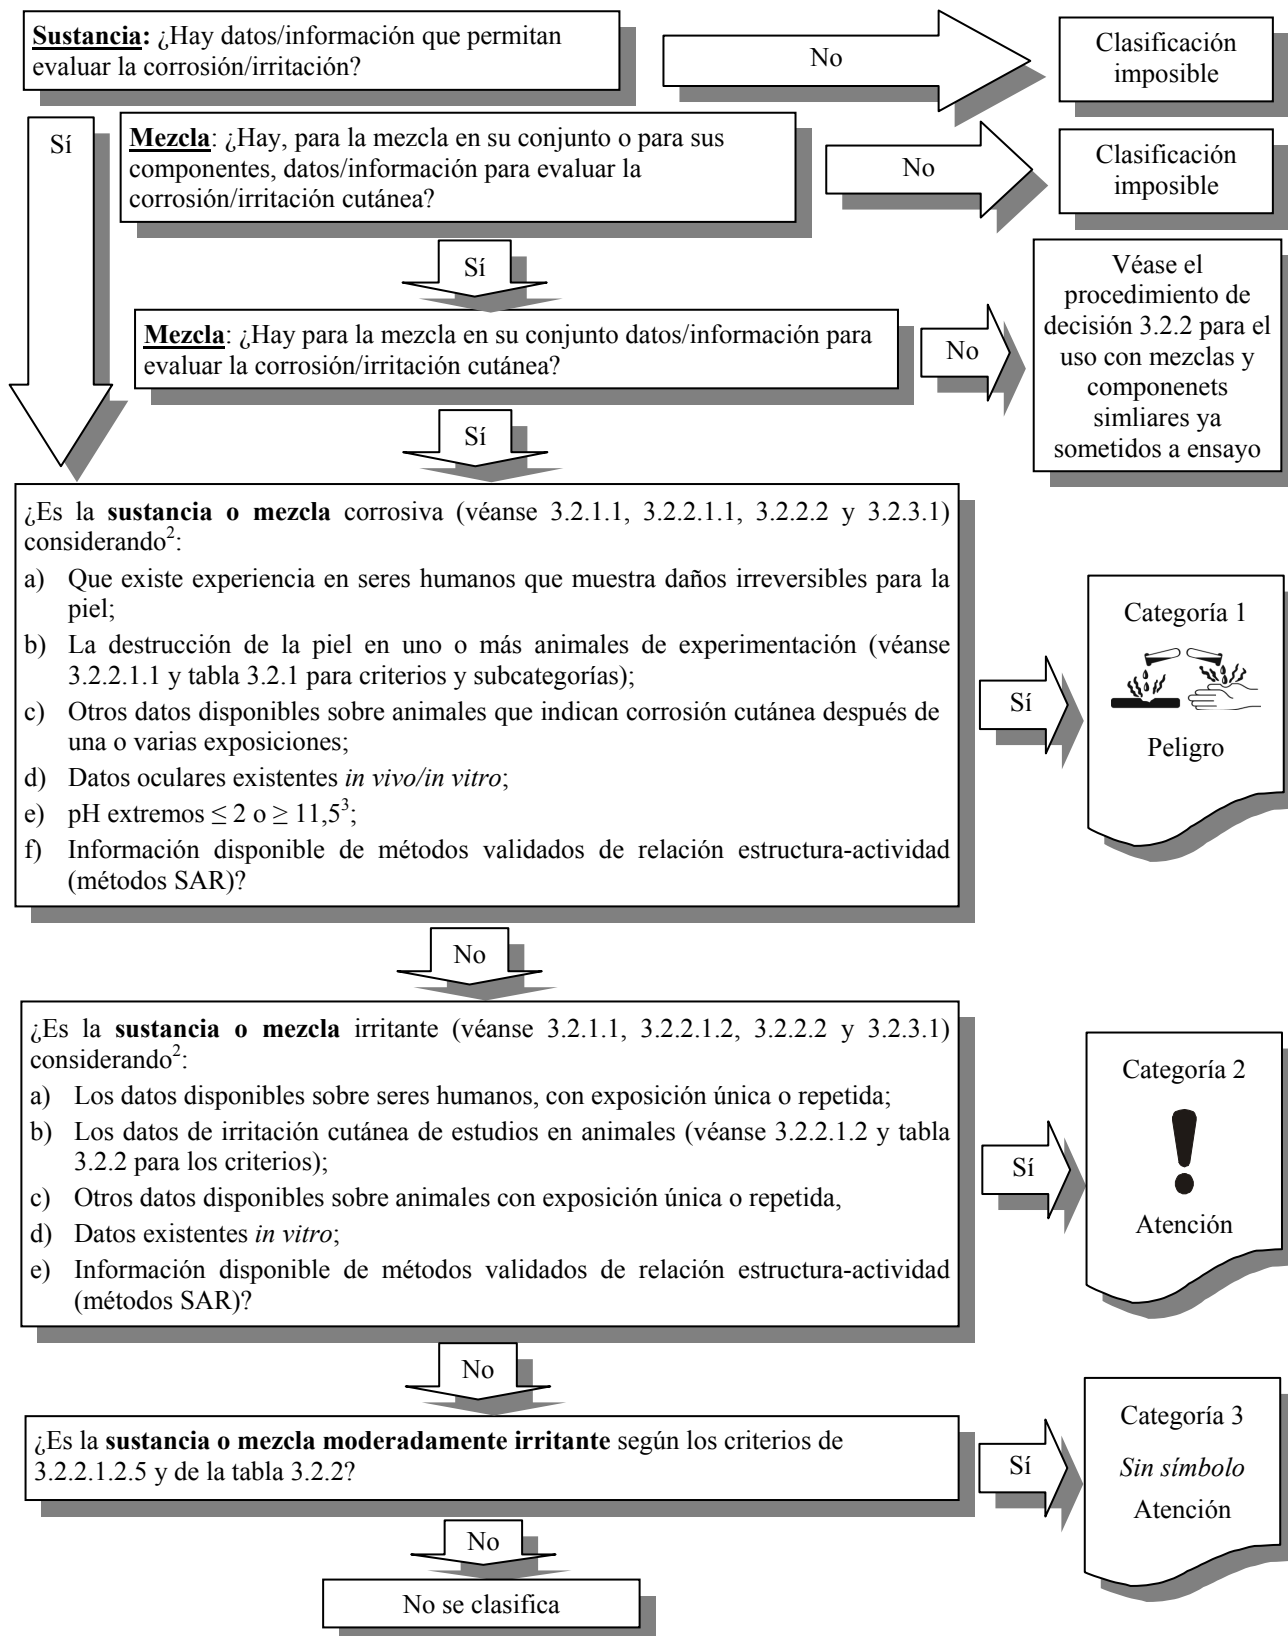 Sustancia: ¿Hay datos/información que permitan
evaluar la corrosión/irritación?
No
Clasificación
imposible
Sí
Mezcla: ¿Hay, para la mezcla en su conjunto o para sus
componentes, datos/información para evaluar la
corrosión/irritación cutánea?
No
Clasificación
imposible
Sí
Mezcla: ¿Hay para la mezcla en su conjunto datos/información para
evaluar la corrosión/irritación cutánea?
No
Véase el
procedimiento de
decisión 3.2.2 para el
uso con mezclas y
componenets
simliares ya
sometidos a ensayo
Sí
¿Es la sustancia o mezcla corrosiva (véanse 3.2.1.1, 3.2.2.1.1, 3.2.2.2 y 3.2.3.1)
considerando²:
a) Que existe experiencia en seres humanos que muestra daños irreversibles para la
piel;
b) La destrucción de la piel en uno o más animales de experimentación (véanse
3.2.2.1.1 y tabla 3.2.1 para criterios y subcategorías);
c) Otros datos disponibles sobre animales que indican corrosión cutánea después de
una o varias exposiciones;
d) Datos oculares existentes in vivo/in vitro;
e) pH extremos ≤ 2 o ≥ 11,5³;
f) Información disponible de métodos validados de relación estructura-actividad
(métodos SAR)?
Sí
Categoría 1
Peligro
No
¿Es la sustancia o mezcla irritante (véanse 3.2.1.1, 3.2.2.1.2, 3.2.2.2 y 3.2.3.1)
considerando²:
a) Los datos disponibles sobre seres humanos, con exposición única o repetida;
b) Los datos de irritación cutánea de estudios en animales (véanse 3.2.2.1.2 y tabla
3.2.2 para los criterios);
c) Otros datos disponibles sobre animales con exposición única o repetida,
d) Datos existentes in vitro;
e) Información disponible de métodos validados de relación estructura-actividad
(métodos SAR)?
Sí
Categoría 2
Atención
No
¿Es la sustancia o mezcla moderadamente irritante según los criterios de
3.2.2.1.2.5 y de la tabla 3.2.2?
Sí
Categoría 3
Sin símbolo
Atención
No
No se clasifica